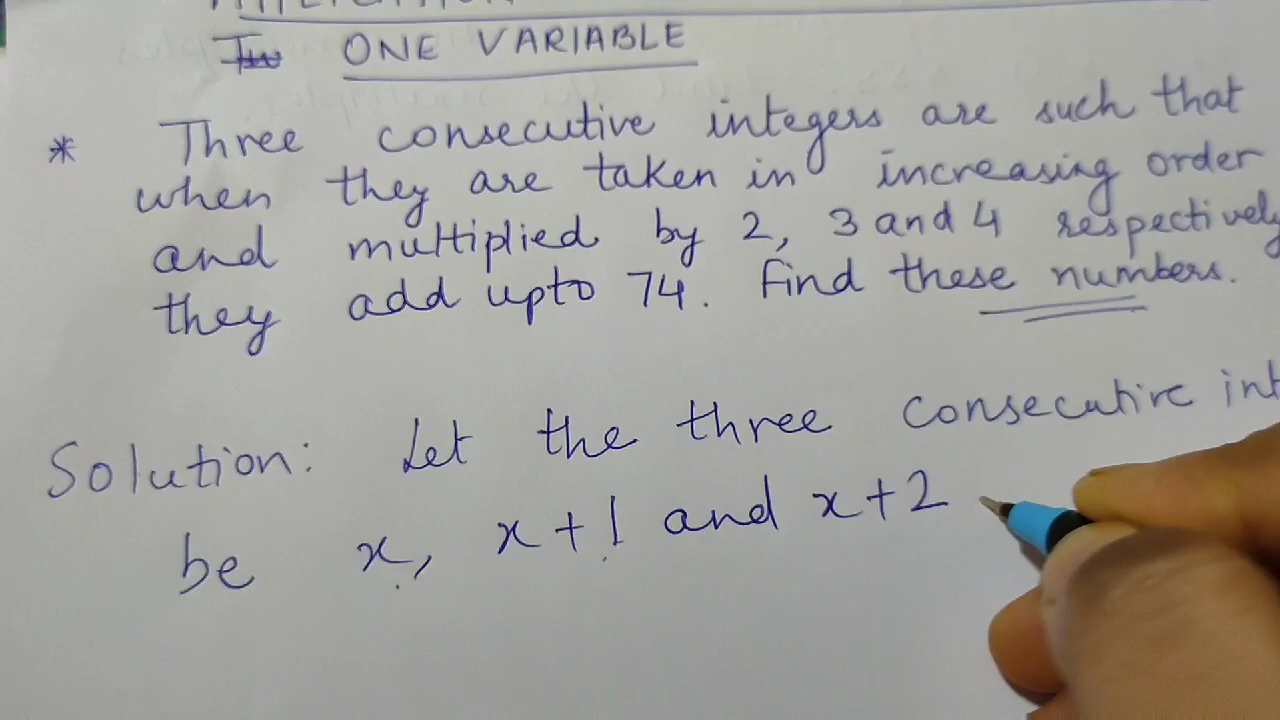 ONE VARIABLE
* Three consecutive integers are such that
when they are taken in increasing order
and multiplied by 2, 3 and 4 respectively
they add upto 74. Find these numbers.
Solution: Let the three consecutive int
be x, x+1 and x+2